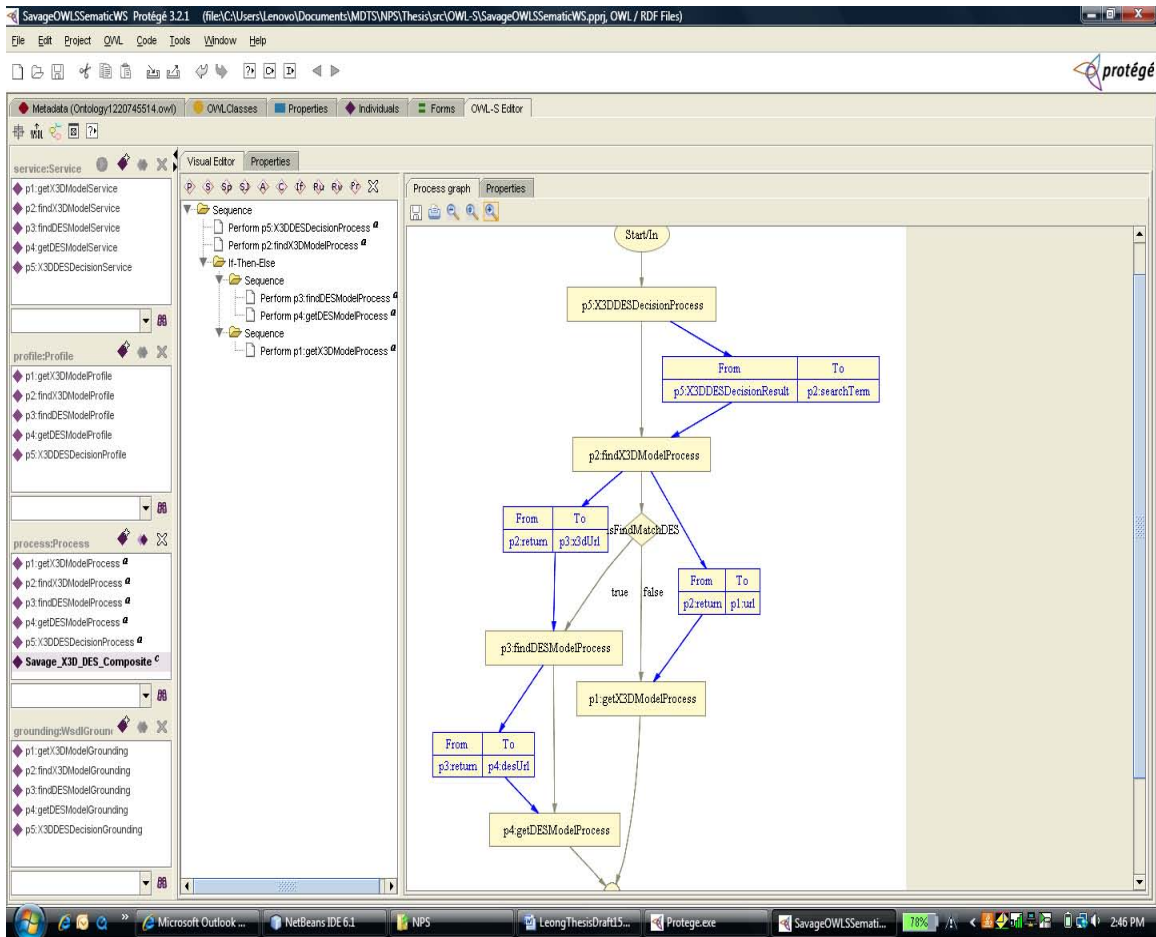 SavageOWLSSematicWS Protégé 3.2.1 (file:\C:\Users\Lenovo\Documents\MDTS\NPS\Thesis\src\OWL-S\SavageOWLSSematicWS.pprj, OWL / RDF Files)
File Edit Project OWL Code Tools Window Help
protégé
Metadata (Ontology1220745514.owl) OWLClasses Properties Individuals Forms OWL-S Editor
service:Service
p1:getX3DModelService
p2:findX3DModelService
p3:findDESModelService
p4:getDESModelService
p5:X3DDESDecisionService
profile:Profile
p1:getX3DModelProfile
p2:findX3DModelProfile
p3:findDESModelProfile
p4:getDESModelProfile
p5:X3DDESDecisionProfile
process:Process
p1:getX3DModelProcess a
p2:findX3DModelProcess a
p3:findDESModelProcess a
p4:getDESModelProcess a
p5:X3DDESDecisionProcess a
Savage_X3D_DES_Composite c
grounding:WsdlGroun
p1:getX3DModelGrounding
p2:findX3DModelGrounding
p3:findDESModelGrounding
p4:getDESModelGrounding
p5:X3DDESDecisionGrounding
Visual Editor Properties
Sequence
Perform p5:X3DDESDecisionProcess a
Perform p2:findX3DModelProcess a
If-Then-Else
Sequence
Perform p3:findDESModelProcess a
Perform p4:getDESModelProcess a
Sequence
Perform p1:getX3DModelProcess a
Process graph Properties
Start/In
p5:X3DDESDecisionProcess
From To
p5:X3DDESDecisionResult p2:searchTerm
p2:findX3DModelProcess
From To
p2:return p3:x3dUrl
isFindMatchDES
true false
From To
p2:return p1:url
p3:findDESModelProcess
p1:getX3DModelProcess
From To
p3:return p4:desUrl
p4:getDESModelProcess
Microsoft Outlook ... NetBeans IDE 6.1 NPS LeongThesisDraft15... Protege.exe SavageOWLSSemati... 78% 2:46 PM